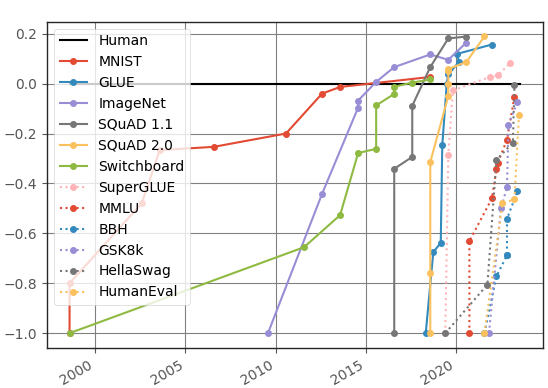 0.2
0.0
−0.2
−0.4
−0.6
−0.8
−1.0
Human
MNIST
GLUE
ImageNet
SQuAD 1.1
SQuAD 2.0
Switchboard
SuperGLUE
MMLU
BBH
GSK8k
HellaSwag
HumanEval
2000
2005
2010
2015
2020